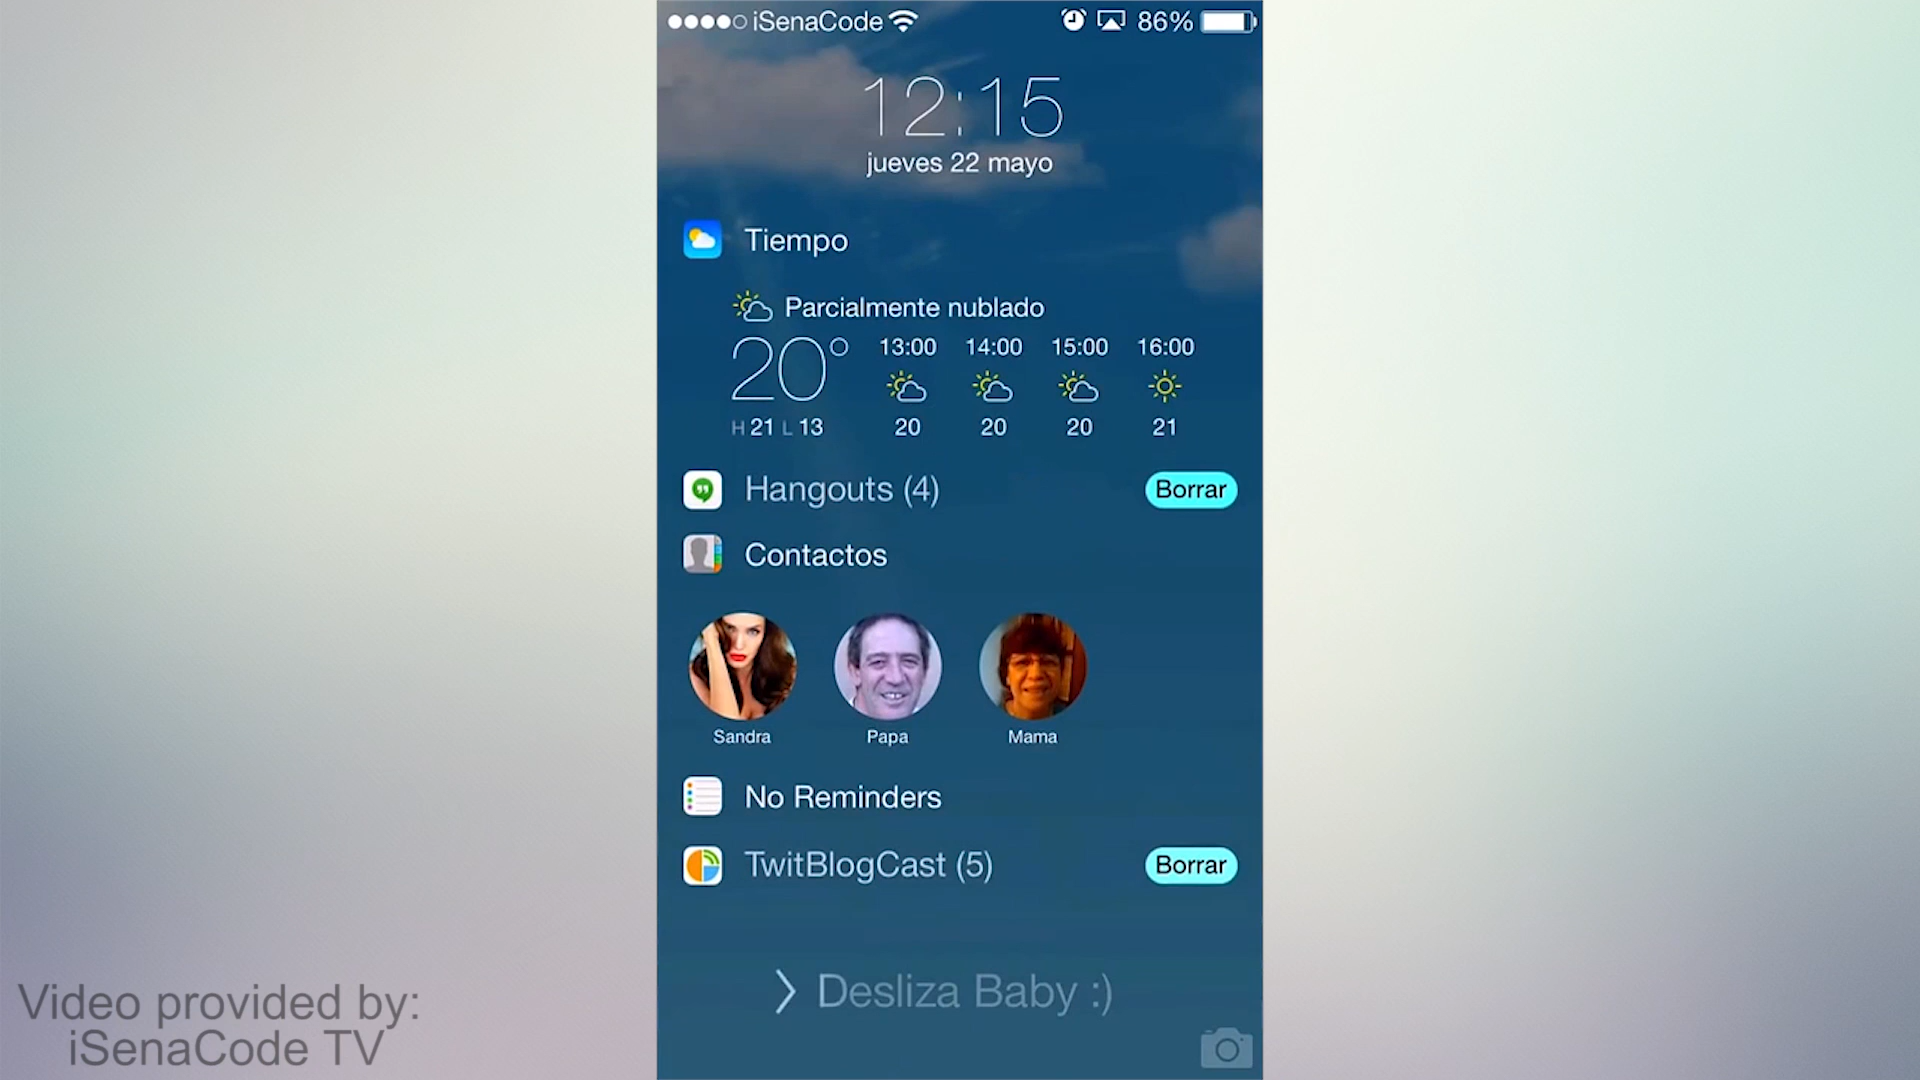 iSenaCode
86%
12:15
jueves 22 mayo
Tiempo
Parcialmente nublado
20°
13:00 14:00 15:00 16:00
H 21 L 13
20 20 20 21
Hangouts (4)
Borrar
Contactos
Sandra
Papa
Mama
No Reminders
TwitBlogCast (5)
Borrar
Desliza Baby :)
Video provided by:
iSenaCode TV